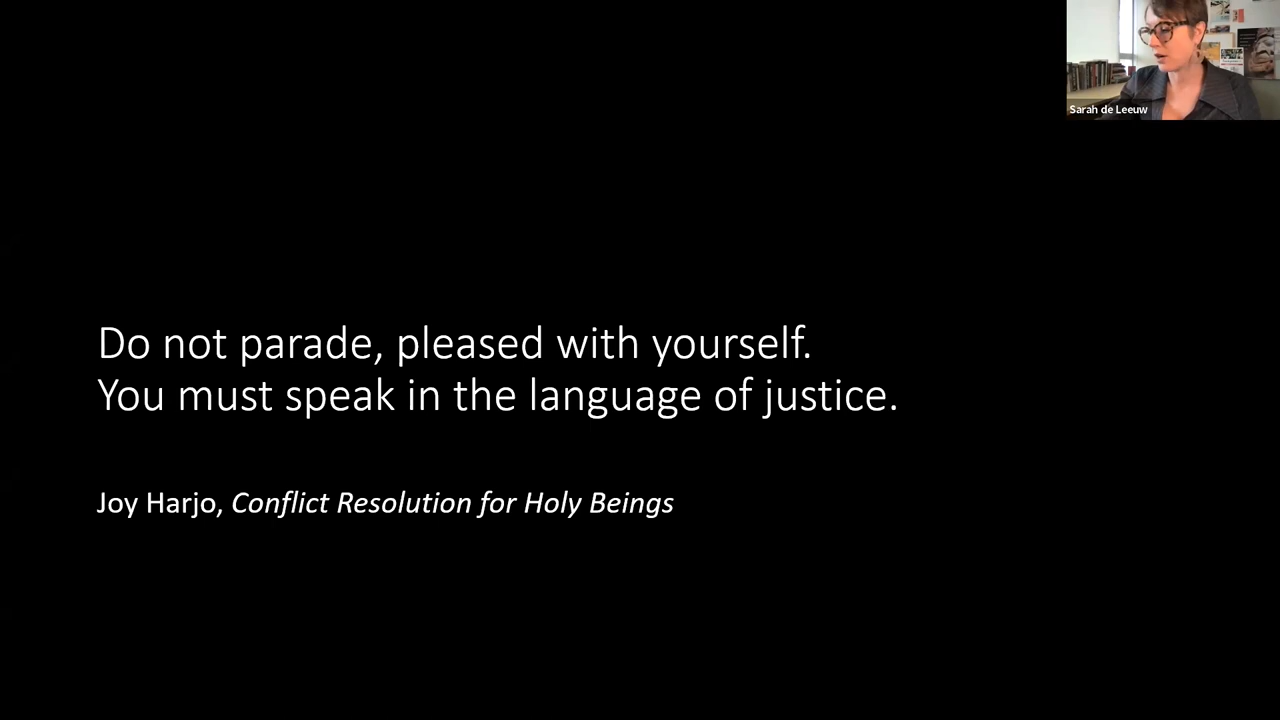 Sarah de Leeuw
Do not parade, pleased with yourself.
You must speak in the language of justice.
Joy Harjo, Conflict Resolution for Holy Beings